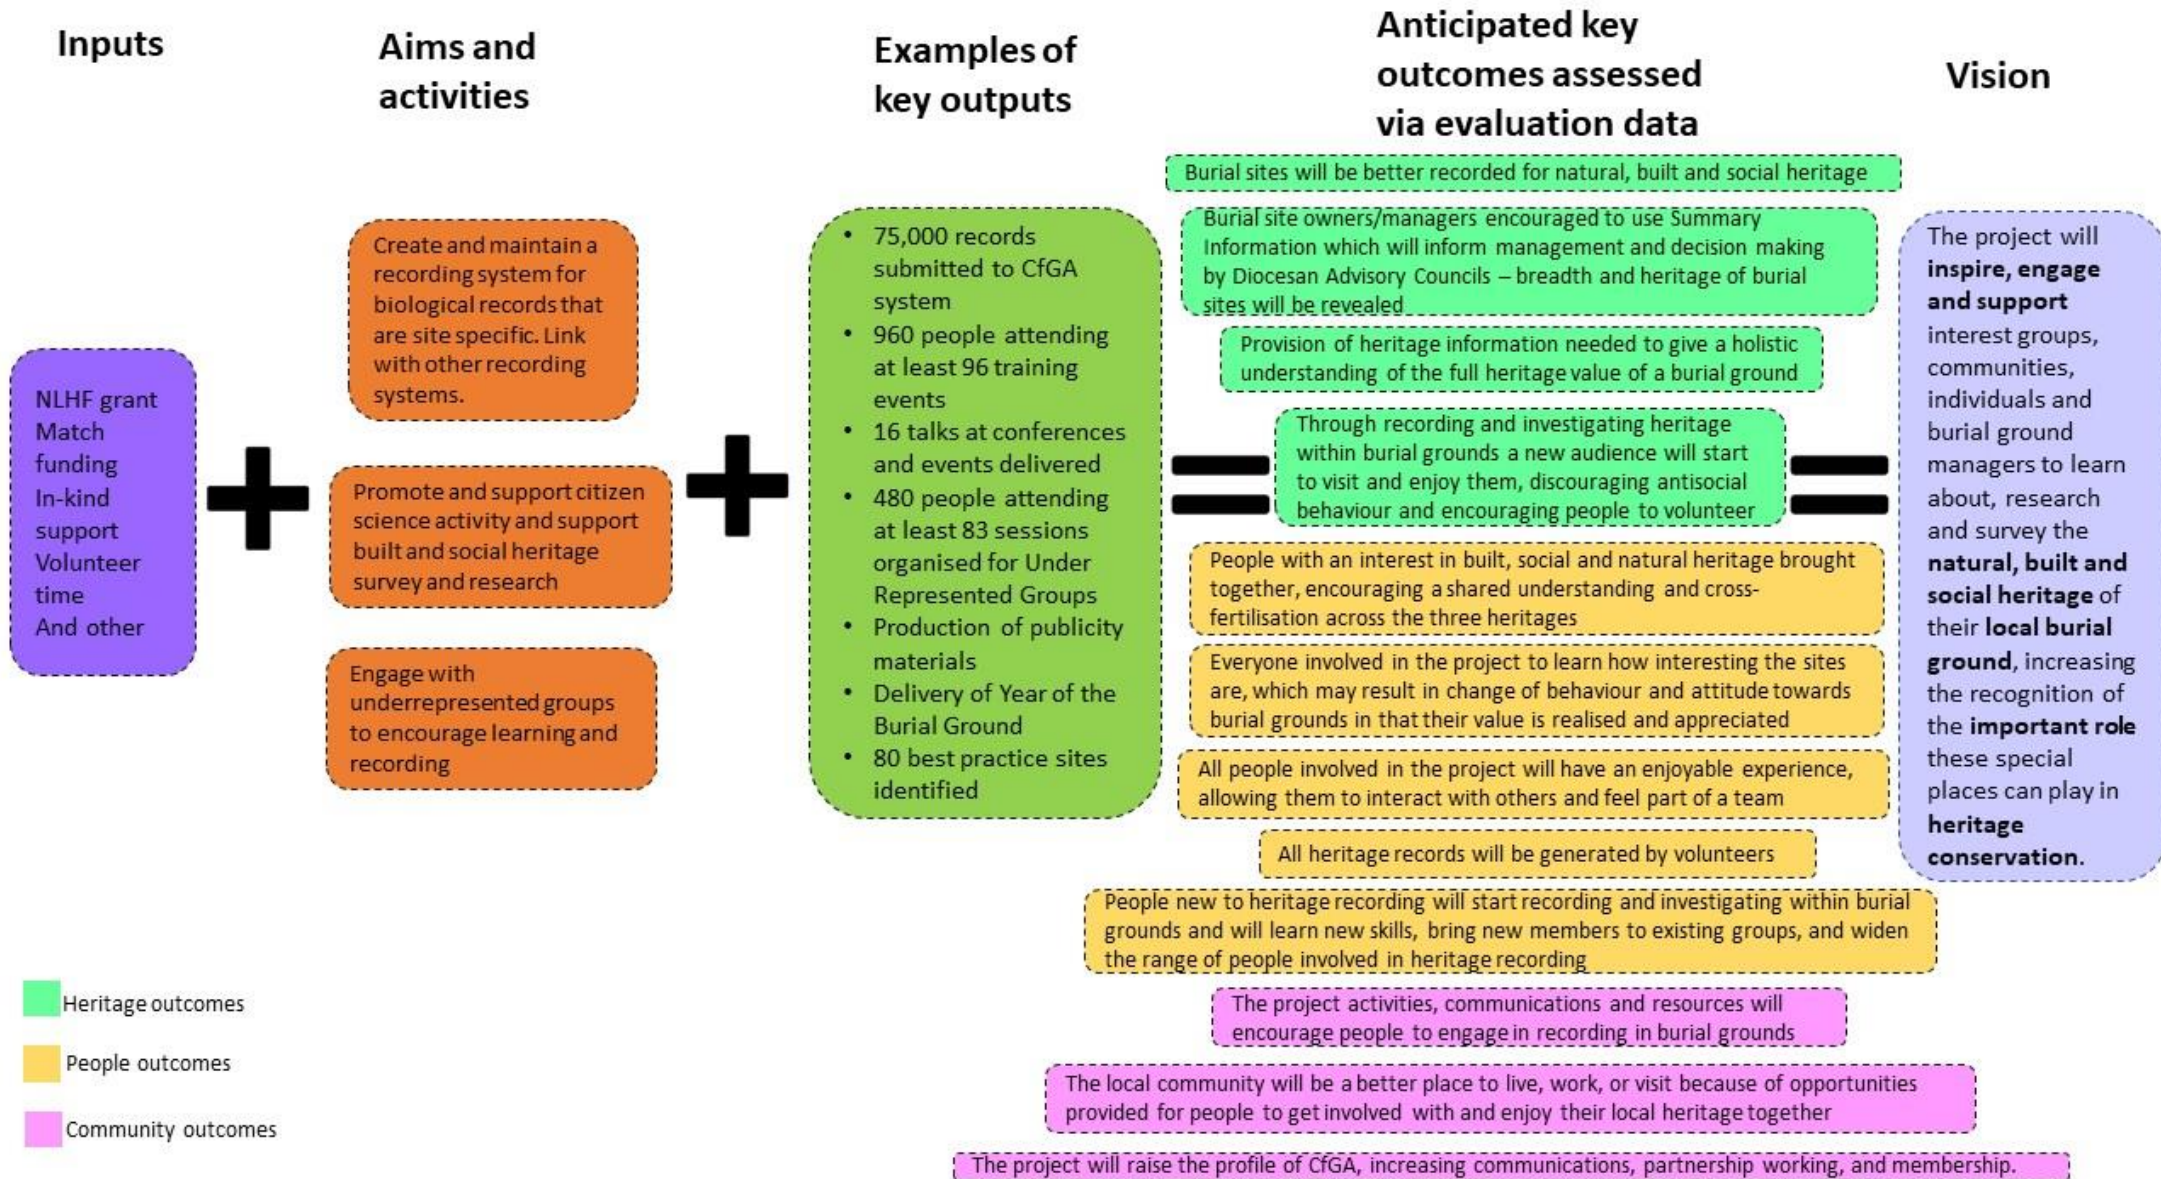 Inputs
Aims and
activities
Examples of
key outputs
Anticipated key
outcomes assessed
via evaluation data
Vision
NLHF grant
Match
funding
In-kind
support
Volunteer
time
And other
Create and maintain a
recording system for
biological records that
are site specific. Link
with other recording
systems.
Promote and support citizen
science activity and support
built and social heritage
survey and research
Engage with
underrepresented groups
to encourage learning and
recording
• 75,000 records
submitted to CfGA
system
• 960 people attending
at least 96 training
events
• 16 talks at conferences
and events delivered
• 480 people attending
at least 83 sessions
organised for Under
Represented Groups
• Production of publicity
materials
• Delivery of Year of the
Burial Ground
• 80 best practice sites
identified
Burial sites will be better recorded for natural, built and social heritage
Burial site owners/managers encouraged to use Summary
Information which will inform management and decision making
by Diocesan Advisory Councils – breadth and heritage of burial
sites will be revealed
Provision of heritage information needed to give a holistic
understanding of the full heritage value of a burial ground
Through recording and investigating heritage
within burial grounds a new audience will start
to visit and enjoy them, discouraging antisocial
behaviour and encouraging people to volunteer
People with an interest in built, social and natural heritage brought
together, encouraging a shared understanding and cross-
fertilisation across the three heritages
Everyone involved in the project to learn how interesting the sites
are, which may result in change of behaviour and attitude towards
burial grounds in that their value is realised and appreciated
All people involved in the project will have an enjoyable experience,
allowing them to interact with others and feel part of a team
All heritage records will be generated by volunteers
People new to heritage recording will start recording and investigating within burial
grounds and will learn new skills, bring new members to existing groups, and widen
the range of people involved in heritage recording
The project activities, communications and resources will
encourage people to engage in recording in burial grounds
The local community will be a better place to live, work, or visit because of opportunities
provided for people to get involved with and enjoy their local heritage together
The project will raise the profile of CfGA, increasing communications, partnership working, and membership.
The project will
inspire, engage
and support
interest groups,
communities,
individuals and
burial ground
managers to learn
about, research
and survey the
natural, built and
social heritage of
their local burial
ground, increasing
the recognition of
the important role
these special
places can play in
heritage
conservation.
Heritage outcomes
People outcomes
Community outcomes